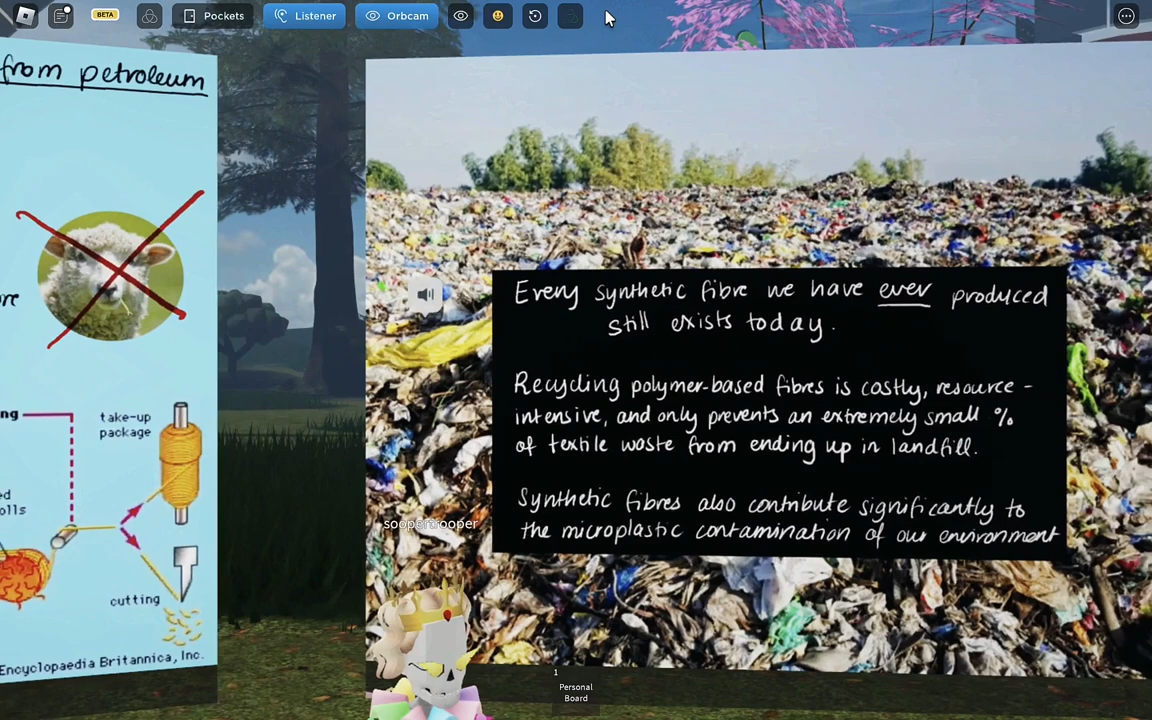 BETA
Pockets
Listener
Orbcam
from petroleum
ing
take-up
package
cutting
Encyclopaedia Britannica, Inc.
Every synthetic fibre we have ever produced
still exists today.
Recycling polymer-based fibres is costly, resource-
intensive, and only prevents an extremely small %
of textile waste from ending up in landfill.
Synthetic fibres also contribute significantly to
the microplastic contamination of our environment
soopertrooper
1
Personal
Board